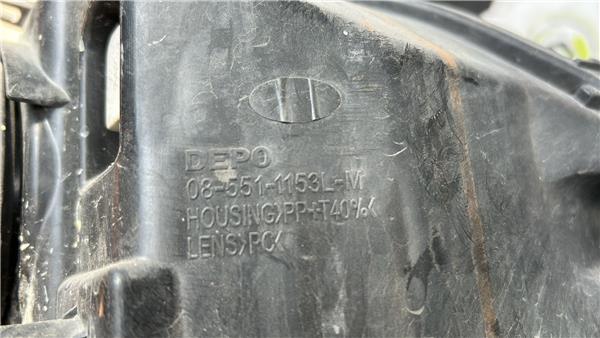 DEPO
08-551-1153L-M
HOUSING>PP+T40%<
LENS>PC<